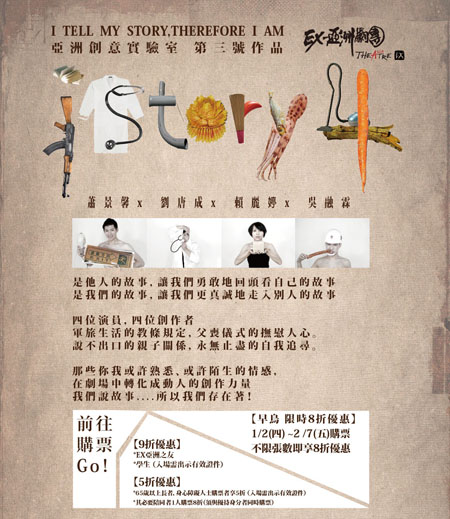 I TELL MY STORY,THEREFORE I AM
亞洲創意實驗室 第三號作品
EX-亞洲劇團
THEATRE EX
Story 4
蕭景馨 x 劉唐成 x 賴麗婷 x 吳融霖
是他人的故事，讓我們勇敢地回頭看自己的故事
是我們的故事，讓我們更真誠地走入別人的故事
四位演員，四位創作者
軍旅生活的教條規定，父喪儀式的撫慰人心。
說不出口的親子關係，永無止盡的自我追尋。
那些你我或許熟悉、或許陌生的情感，
在劇場中轉化成動人的創作力量
我們說故事....所以我們存在著！
前往
購票
Go!
【9折優惠】
*EX亞洲之友
*學生 (入場需出示有效證件)
【5折優惠】
*65歲以上長者,身心障礙人士購票者享5折 (入場需出示有效證件)
*其必要陪同者1人購票8折(須與優待身分者同時購票)
【早鳥 限時8折優惠】
1/2(四) ~2 /7(五)購票
不限張數即享8折優惠